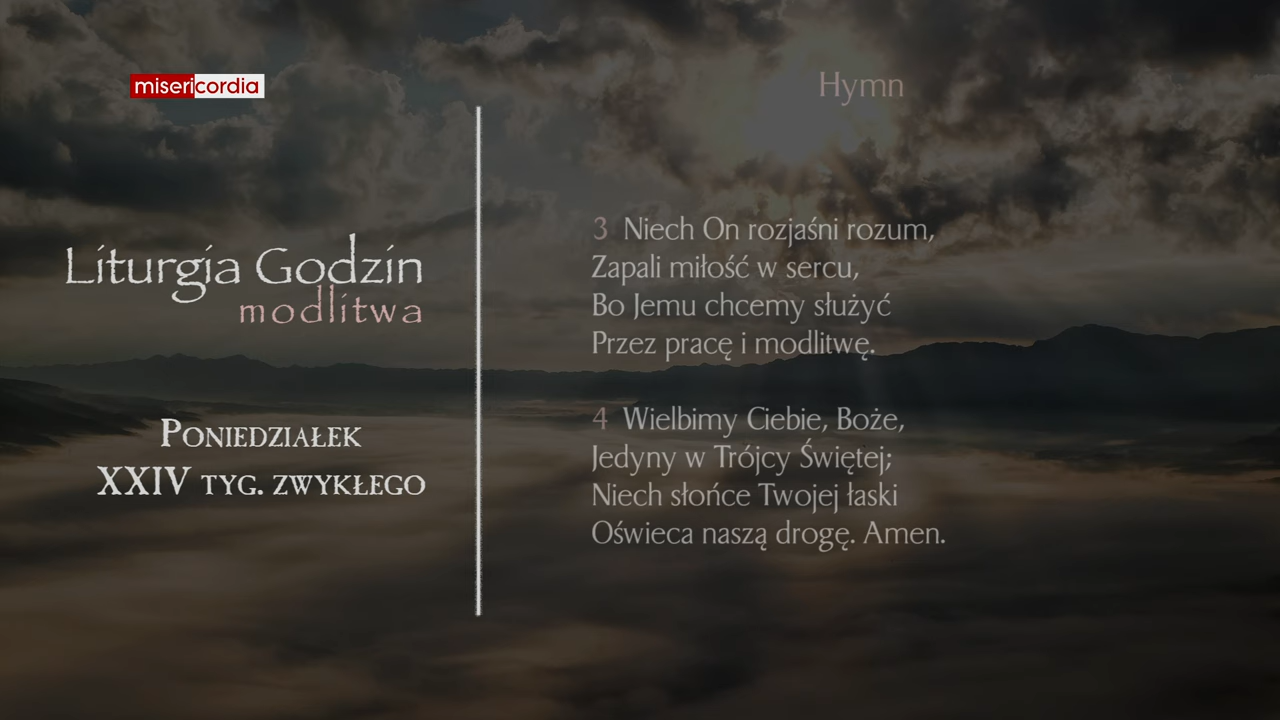 misericordia
Liturgia Godzin
modlitwa
Poniedziałek
XXIV tyg. zwykłego
Hymn
3 Niech On rozjaśni rozum,
Zapali miłość w sercu,
Bo Jemu chcemy służyć
Przez pracę i modlitwę.
4 Wielbimy Ciebie, Boże,
Jedyny w Trójcy Świętej;
Niech słońce Twojej łaski
Oświeca naszą drogę. Amen.